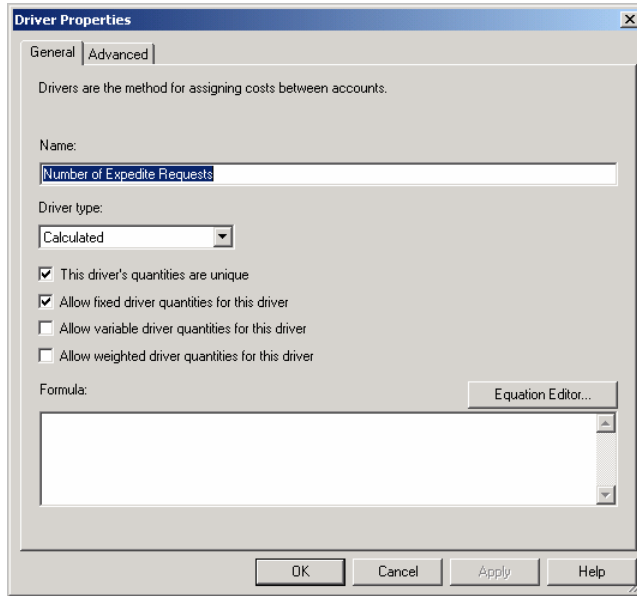 Driver Properties
General
Advanced
Drivers are the method for assigning costs between accounts.
Name:
Number of Expedite Requests
Driver type:
Calculated
This driver's quantities are unique
Allow fixed driver quantities for this driver
Allow variable driver quantities for this driver
Allow weighted driver quantities for this driver
Formula:
Equation Editor...
OK
Cancel
Apply
Help